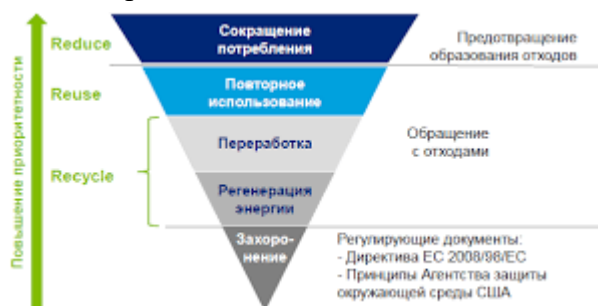 Повышение приоритетности
Reduce
Сокращение
потребления
Предотвращение
образования отходов
Reuse
Повторное
использование
Recycle
Переработка
Обращение
с отходами
Регенерация
энергии
Захоро-
нение
Регулирующие документы:
- Директива ЕС 2008/98/ЕС
- Принципы Агентства защиты
окружающей среды США